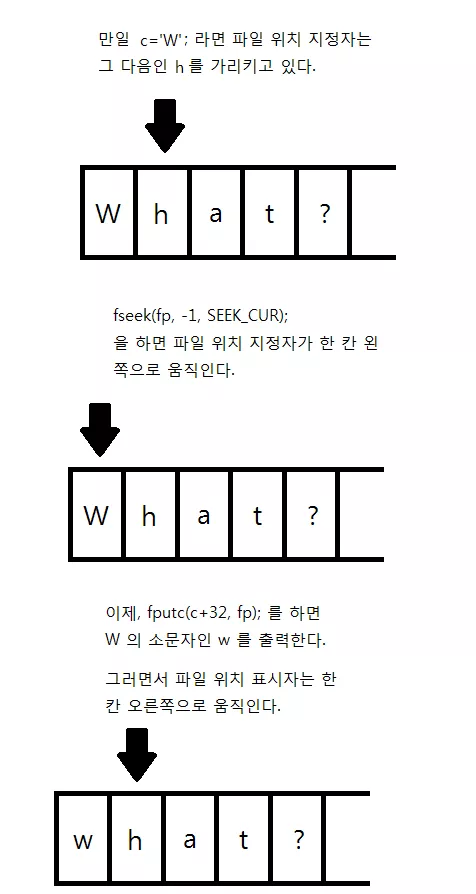 만일 c='W'; 라면 파일 위치 지정자는
그 다음인 h 를 가리키고 있다.
W h a t ?
fseek(fp, -1, SEEK_CUR);
을 하면 파일 위치 지정자가 한 칸 왼
쪽으로 움직인다.
W h a t ?
이제, fputc(c+32, fp); 를 하면
W 의 소문자인 w 를 출력한다.
그러면서 파일 위치 표시자는 한
칸 오른쪽으로 움직인다.
w h a t ?